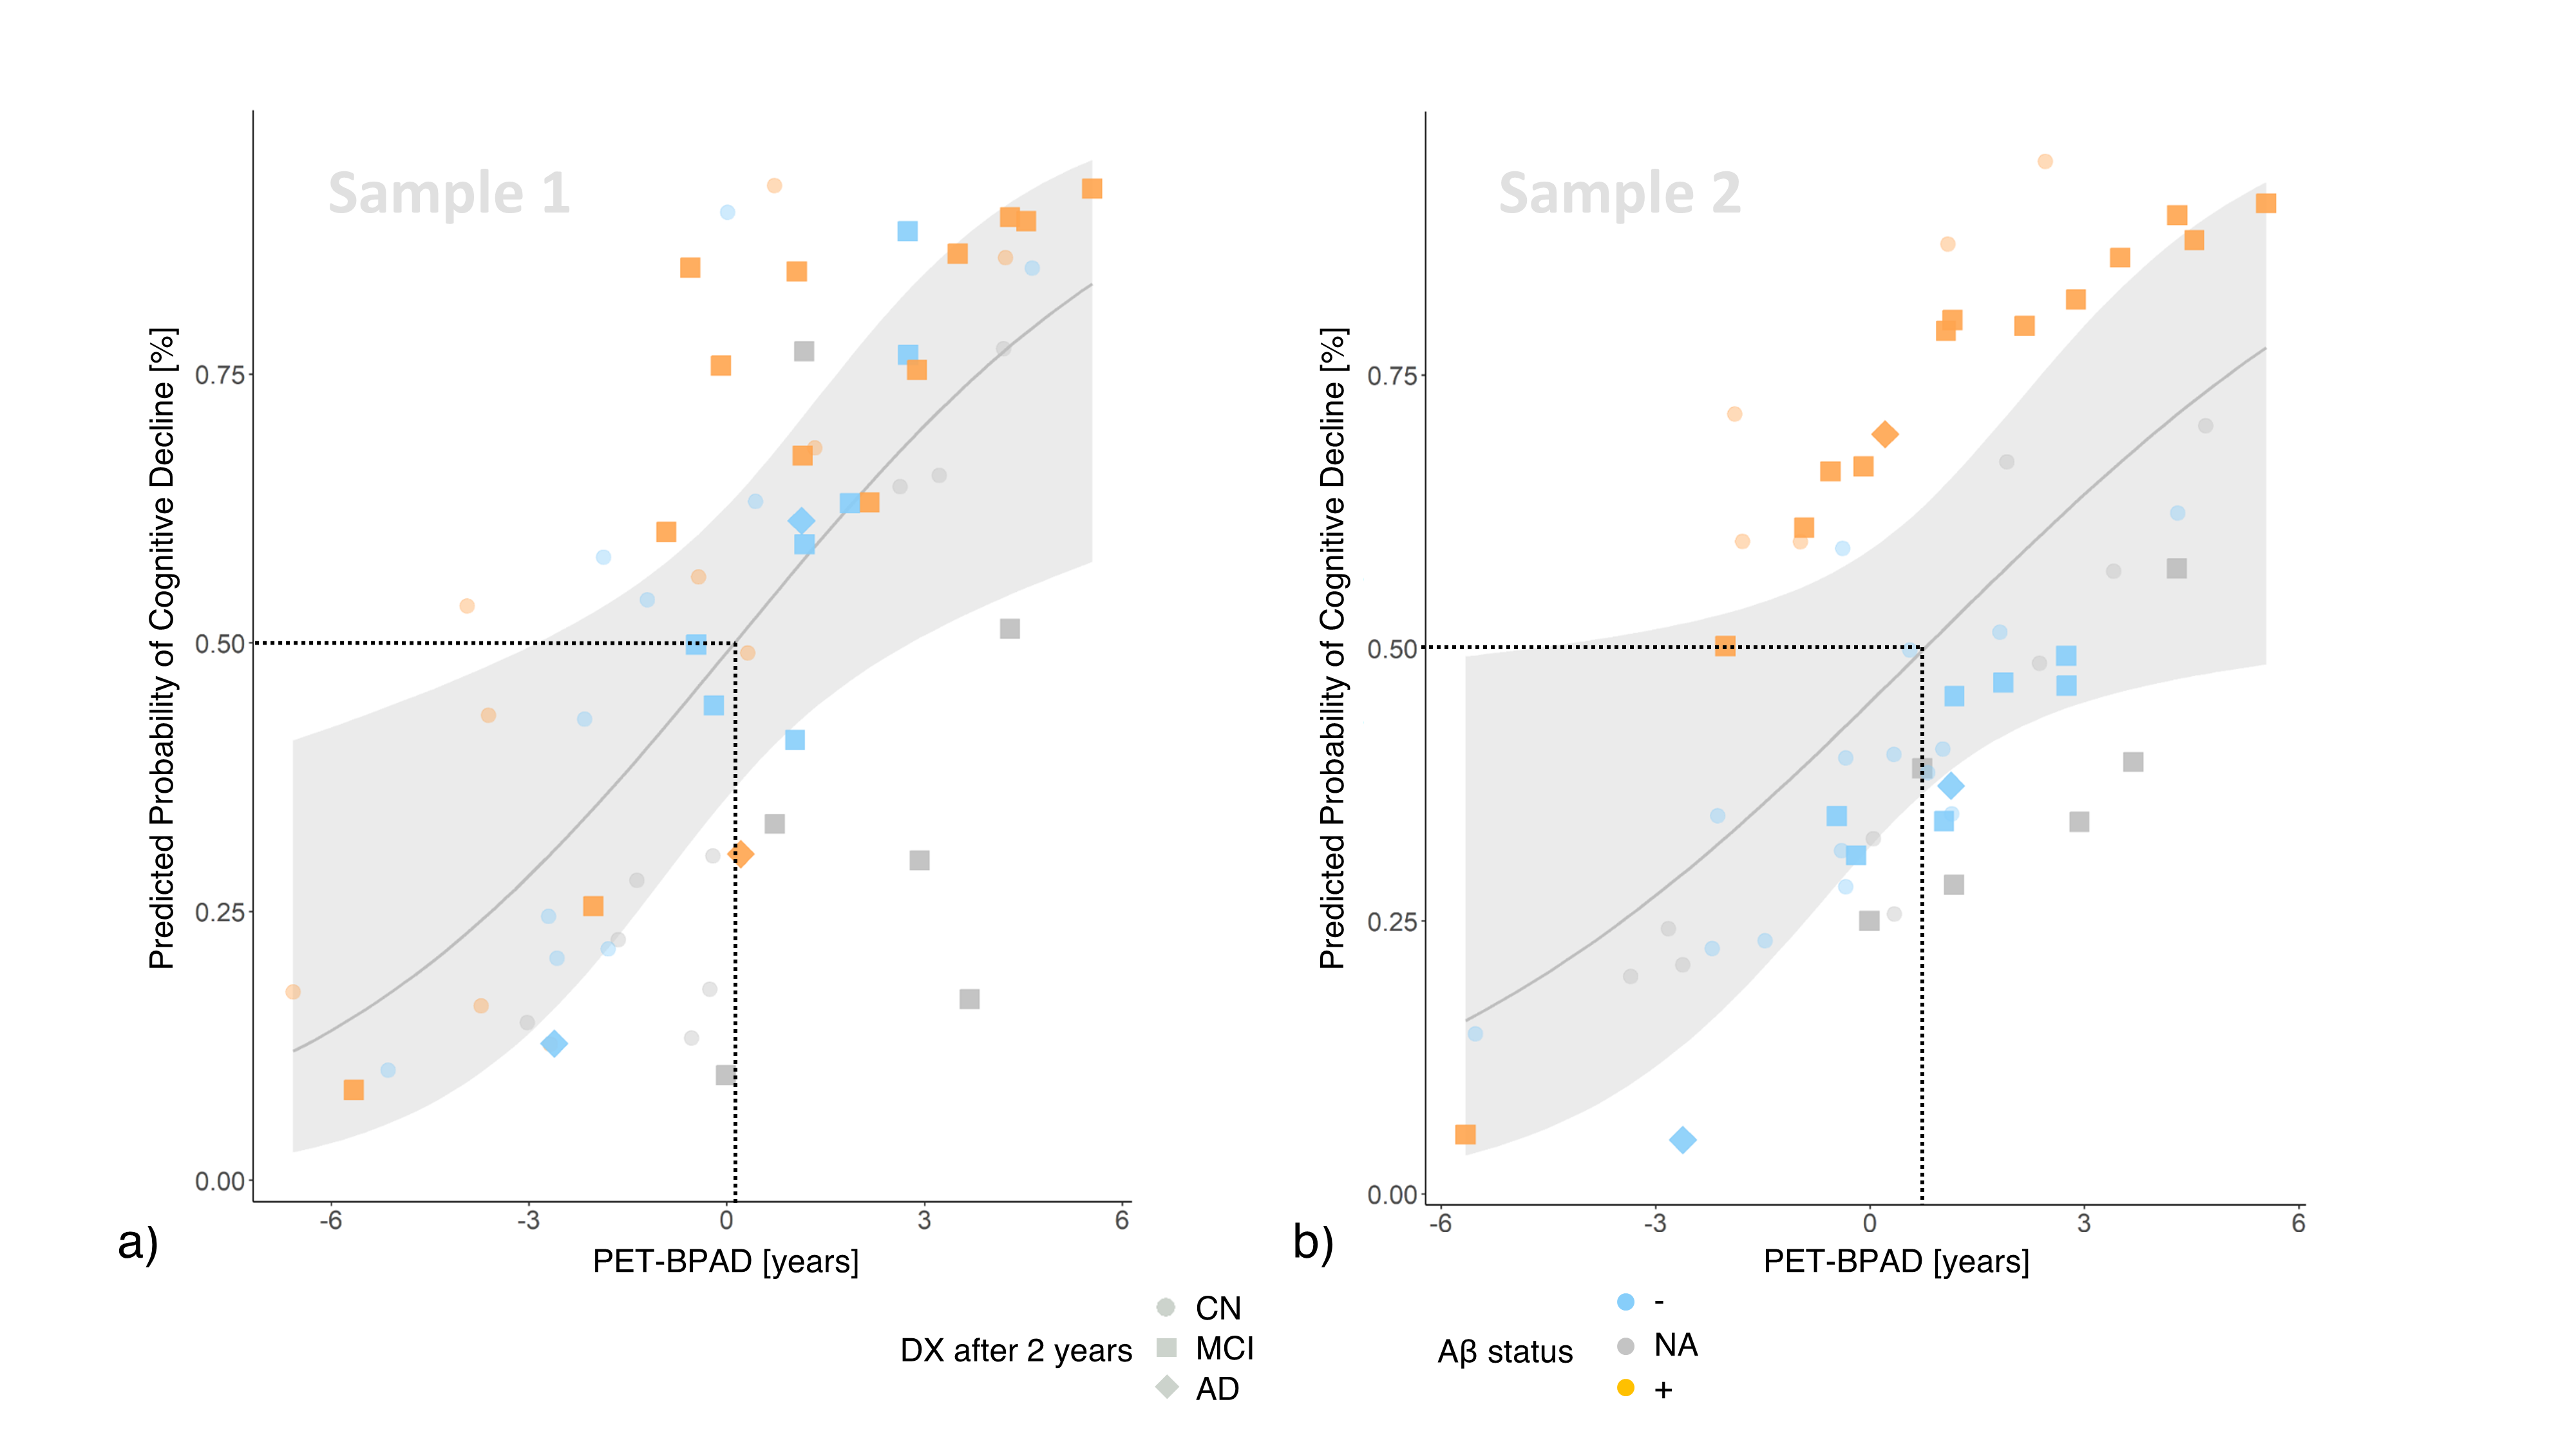 Sample 1
Predicted Probability of Cognitive Decline [%]
0.75
0.50
0.25
0.00
-6 -3 0 3 6
PET-BPAD [years]
a)
Sample 2
Predicted Probability of Cognitive Decline [%]
0.75
0.50
0.25
0.00
-6 -3 0 3 6
PET-BPAD [years]
b)
DX after 2 years
CN
MCI
AD
Aβ status
-
NA
+